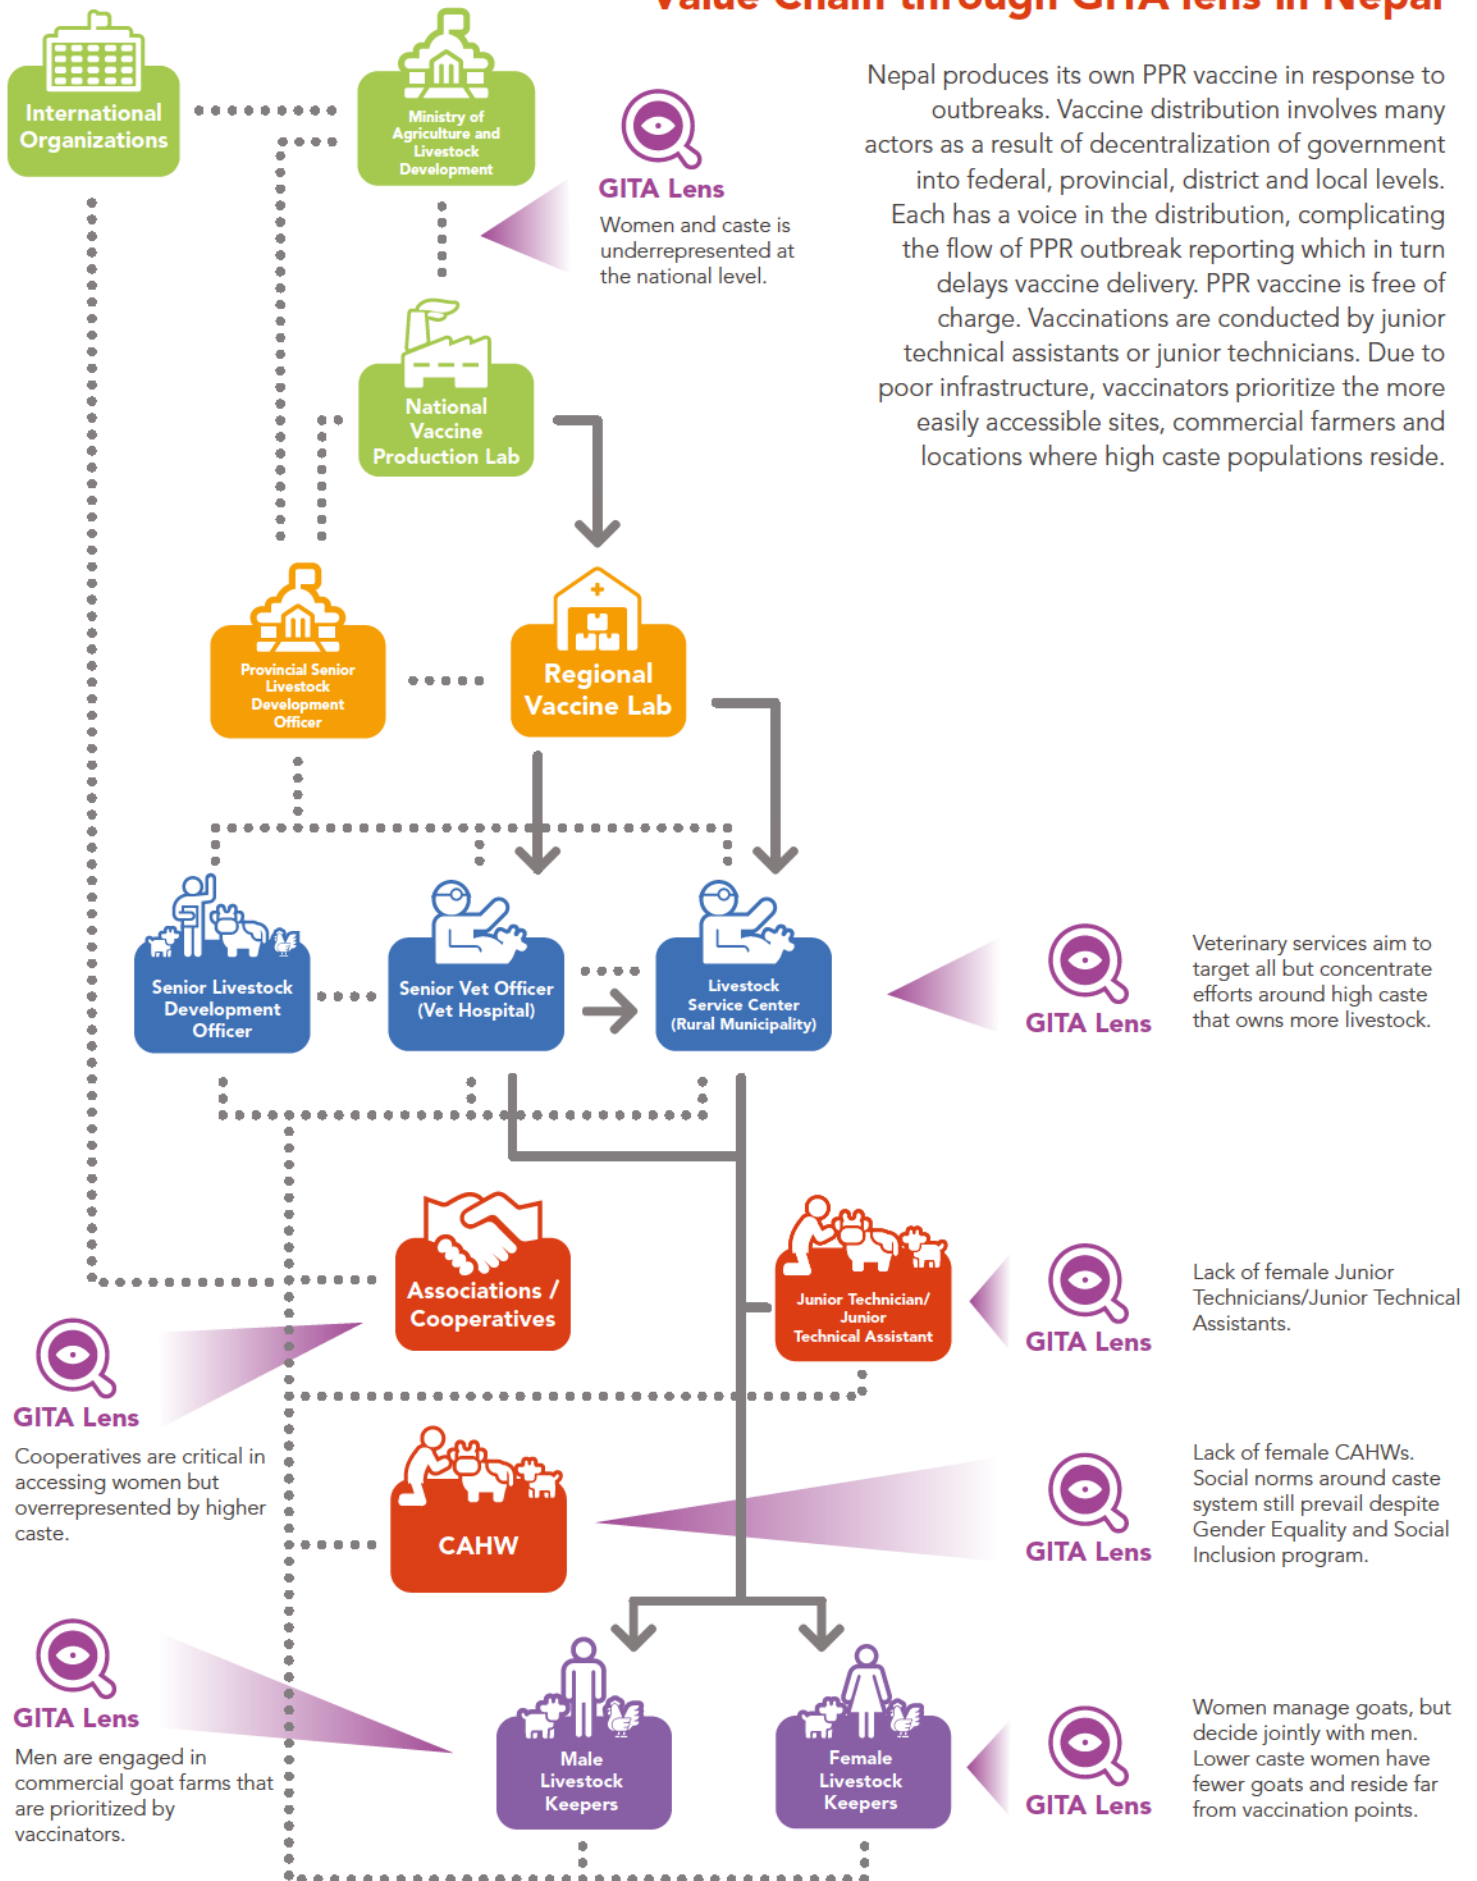 Value Chain through GITA lens in Nepal
Nepal produces its own PPR vaccine in response to
outbreaks. Vaccine distribution involves many
actors as a result of decentralization of government
into federal, provincial, district and local levels.
Each has a voice in the distribution, complicating
the flow of PPR outbreak reporting which in turn
delays vaccine delivery. PPR vaccine is free of
charge. Vaccinations are conducted by junior
technical assistants or junior technicians. Due to
poor infrastructure, vaccinators prioritize the more
easily accessible sites, commercial farmers and
locations where high caste populations reside.
International
Organizations
Ministry of
Agriculture and
Livestock
Development
GITA Lens
Women and caste is
underrepresented at
the national level.
National
Vaccine
Production Lab
Provincial Senior
Livestock
Development
Officer
Regional
Vaccine Lab
Senior Livestock
Development
Officer
Senior Vet Officer
(Vet Hospital)
Livestock
Service Center
(Rural Municipality)
GITA Lens
Veterinary services aim to
target all but concentrate
efforts around high caste
that owns more livestock.
Associations /
Cooperatives
Junior Technician/
Junior
Technical Assistant
GITA Lens
Lack of female Junior
Technicians/Junior Technical
Assistants.
GITA Lens
Cooperatives are critical in
accessing women but
overrepresented by higher
caste.
CAHW
GITA Lens
Lack of female CAHWs.
Social norms around caste
system still prevail despite
Gender Equality and Social
Inclusion program.
GITA Lens
Men are engaged in
commercial goat farms that
are prioritized by
vaccinators.
Male
Livestock
Keepers
Female
Livestock
Keepers
GITA Lens
Women manage goats, but
decide jointly with men.
Lower caste women have
fewer goats and reside far
from vaccination points.